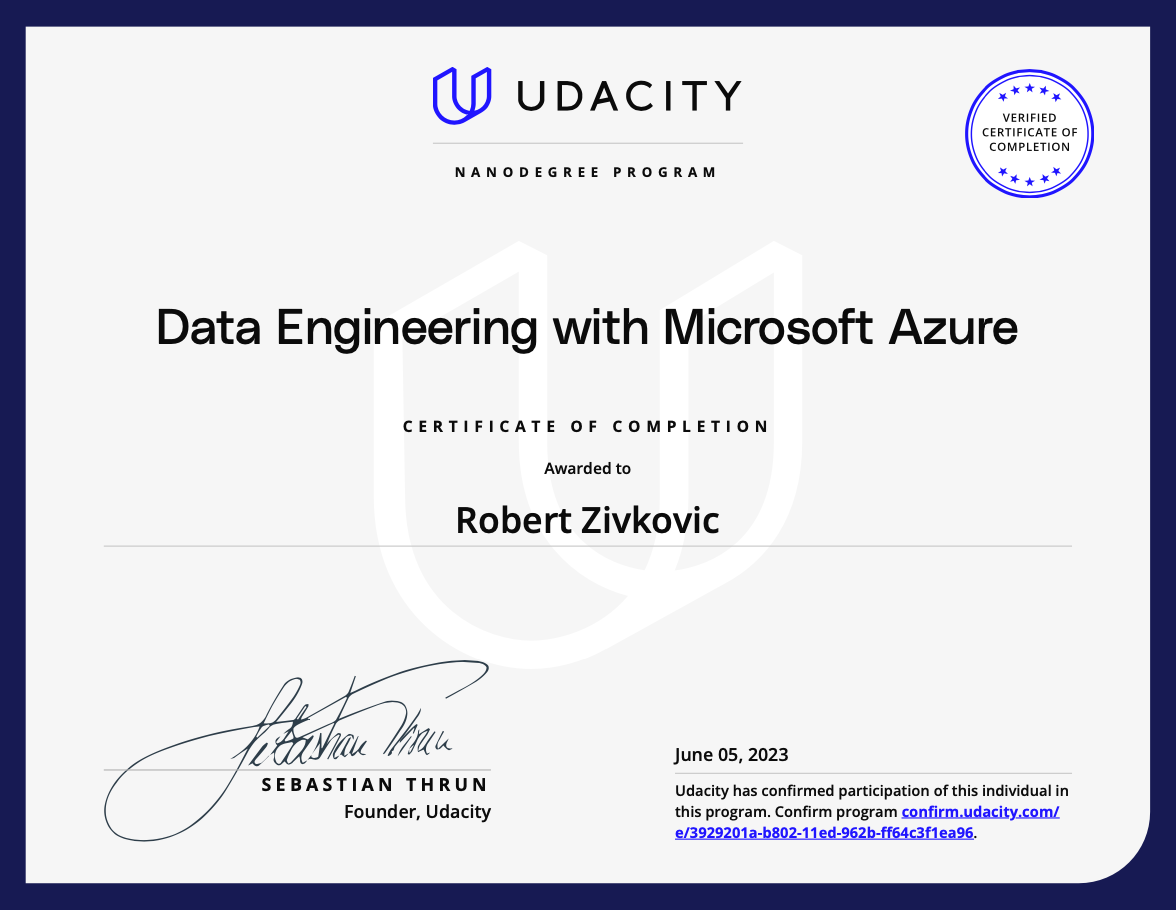 UDACITY
VERIFIED
CERTIFICATE OF
COMPLETION
NANODEGREE PROGRAM
Data Engineering with Microsoft Azure
CERTIFICATE OF COMPLETION
Awarded to
Robert Zivkovic
Sebastian Thrun
SEBASTIAN THRUN
Founder, Udacity
June 05, 2023
Udacity has confirmed participation of this individual in
this program. Confirm program confirm.udacity.com/
e/3929201a-b802-11ed-962b-ff64c3f1ea96.